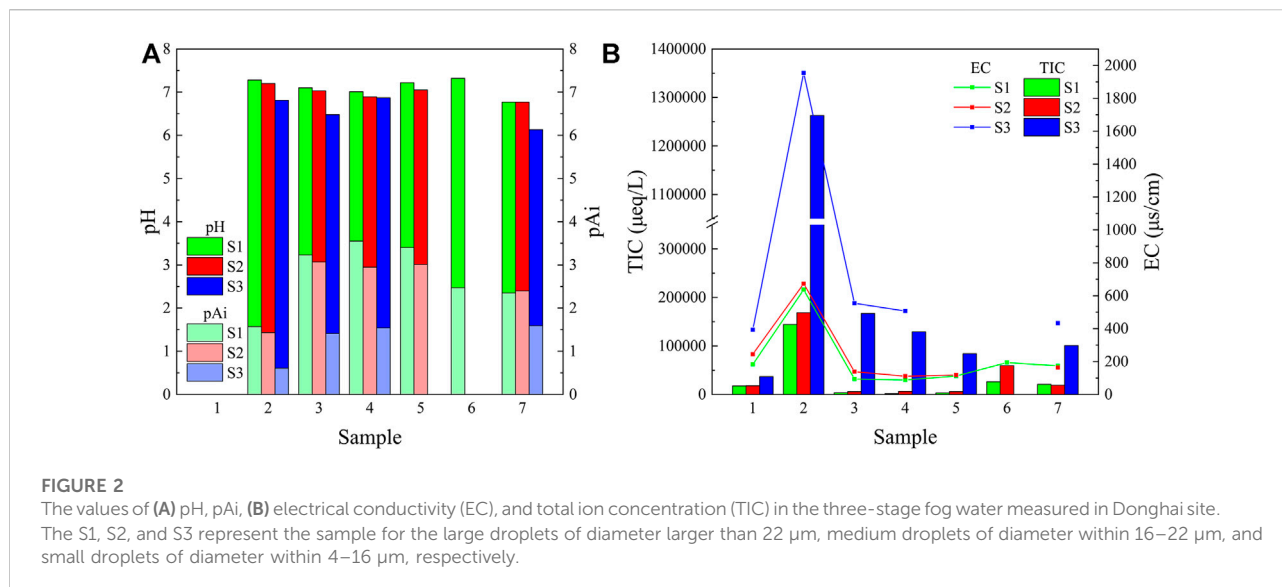 A
8
7
6
5
4
3
2
1
0
pH
pH
S1
S2
S3
pAi
S1
S2
S3
1 2 3 4 5 6 7
Sample
8
7
6
5
4
3
2
1
0
pAi
B
1400000
1300000
1200000
1100000
300000
200000
100000
0
TIC (μeq/L)
EC TIC
S1 S1
S2 S2
S3 S3
1 2 3 4 5 6 7
Sample
2000
1800
1600
1400
1200
1000
800
600
400
200
0
EC (μs/cm)
FIGURE 2
The values of (A) pH, pAi, (B) electrical conductivity (EC), and total ion concentration (TIC) in the three-stage fog water measured in Donghai site.
The S1, S2, and S3 represent the sample for the large droplets of diameter larger than 22 μm, medium droplets of diameter within 16–22 μm, and
small droplets of diameter within 4–16 μm, respectively.